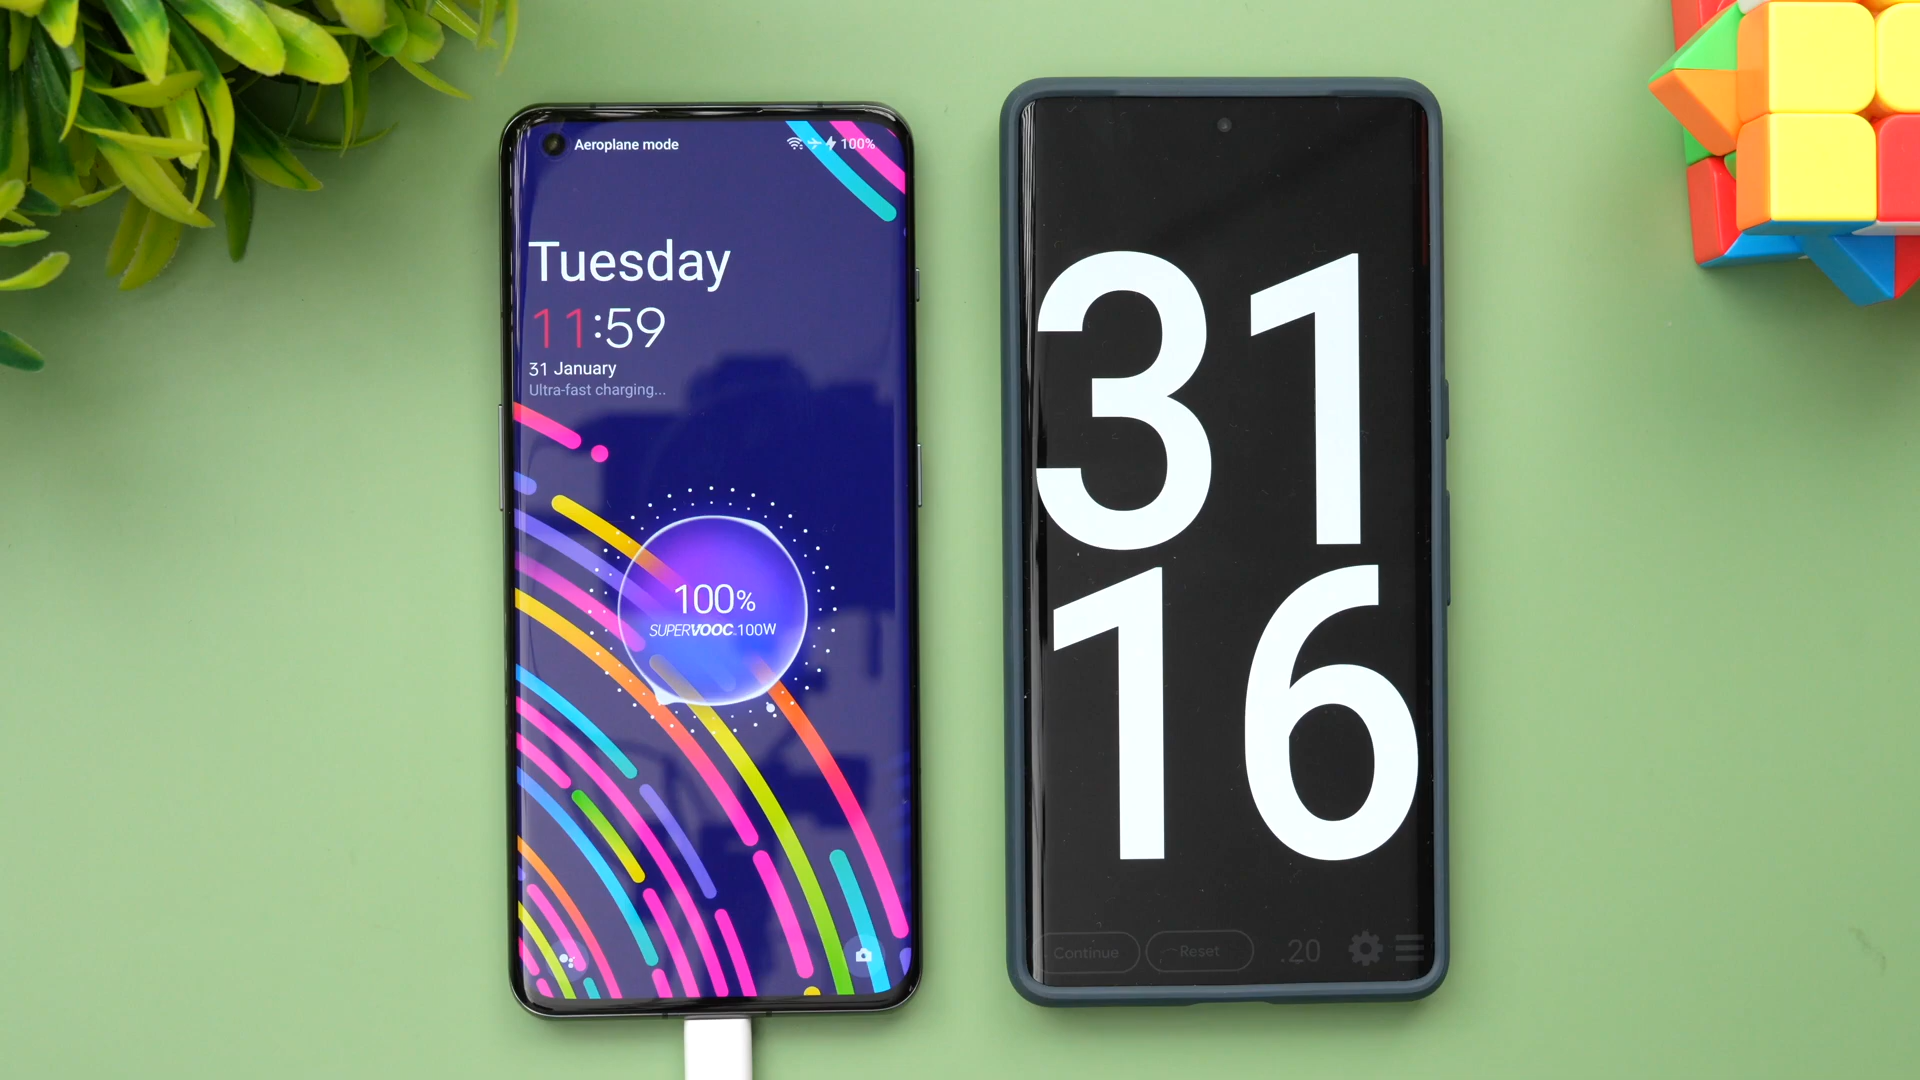 Aeroplane mode
100%
Tuesday
11:59
31 January
Ultra-fast charging...
100%
SUPERVOOC 100W
31
16
Continue
Reset
.20